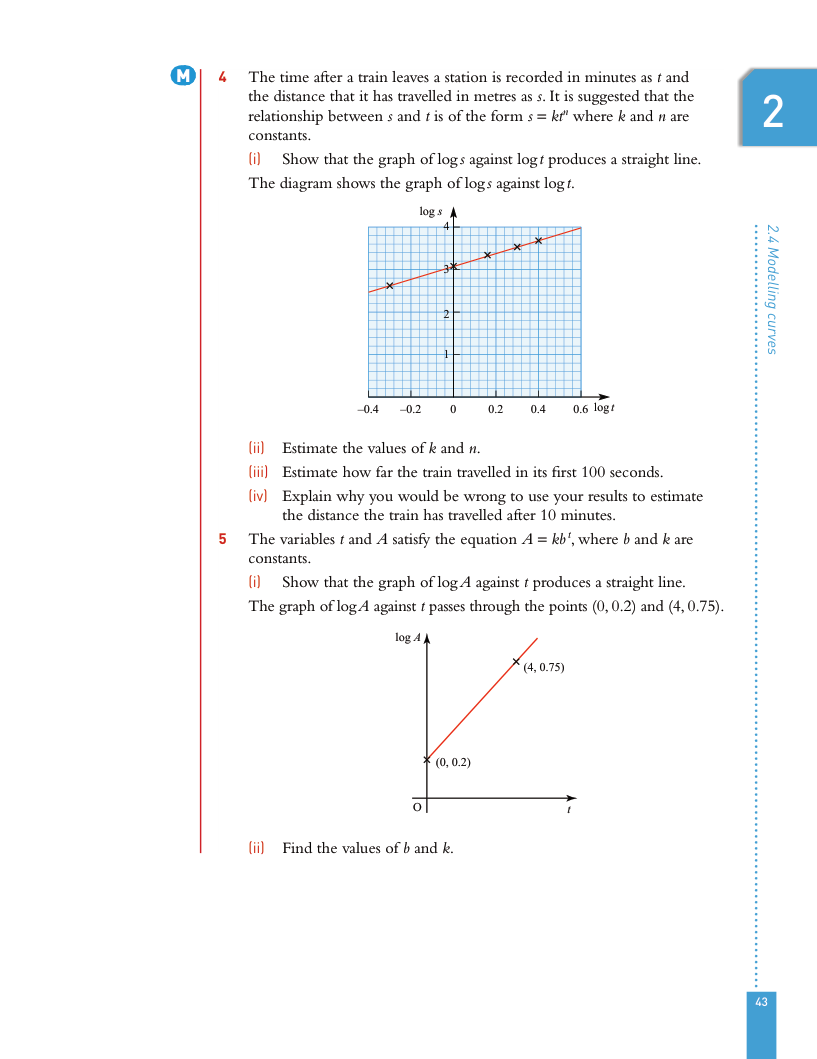 M 4 The time after a train leaves a station is recorded in minutes as t and
the distance that it has travelled in metres as s. It is suggested that the
relationship between s and t is of the form s = ktⁿ where k and n are
constants.
(i) Show that the graph of log s against log t produces a straight line.
The diagram shows the graph of log s against log t.
log s
4
3
2
1
–0.4 –0.2 0 0.2 0.4 0.6 log t
(ii) Estimate the values of k and n.
(iii) Estimate how far the train travelled in its first 100 seconds.
(iv) Explain why you would be wrong to use your results to estimate
the distance the train has travelled after 10 minutes.
5 The variables t and A satisfy the equation A = kbᵗ, where b and k are
constants.
(i) Show that the graph of log A against t produces a straight line.
The graph of log A against t passes through the points (0, 0.2) and (4, 0.75).
log A
(4, 0.75)
(0, 0.2)
O
t
(ii) Find the values of b and k.
2
2.4 Modelling curves
43